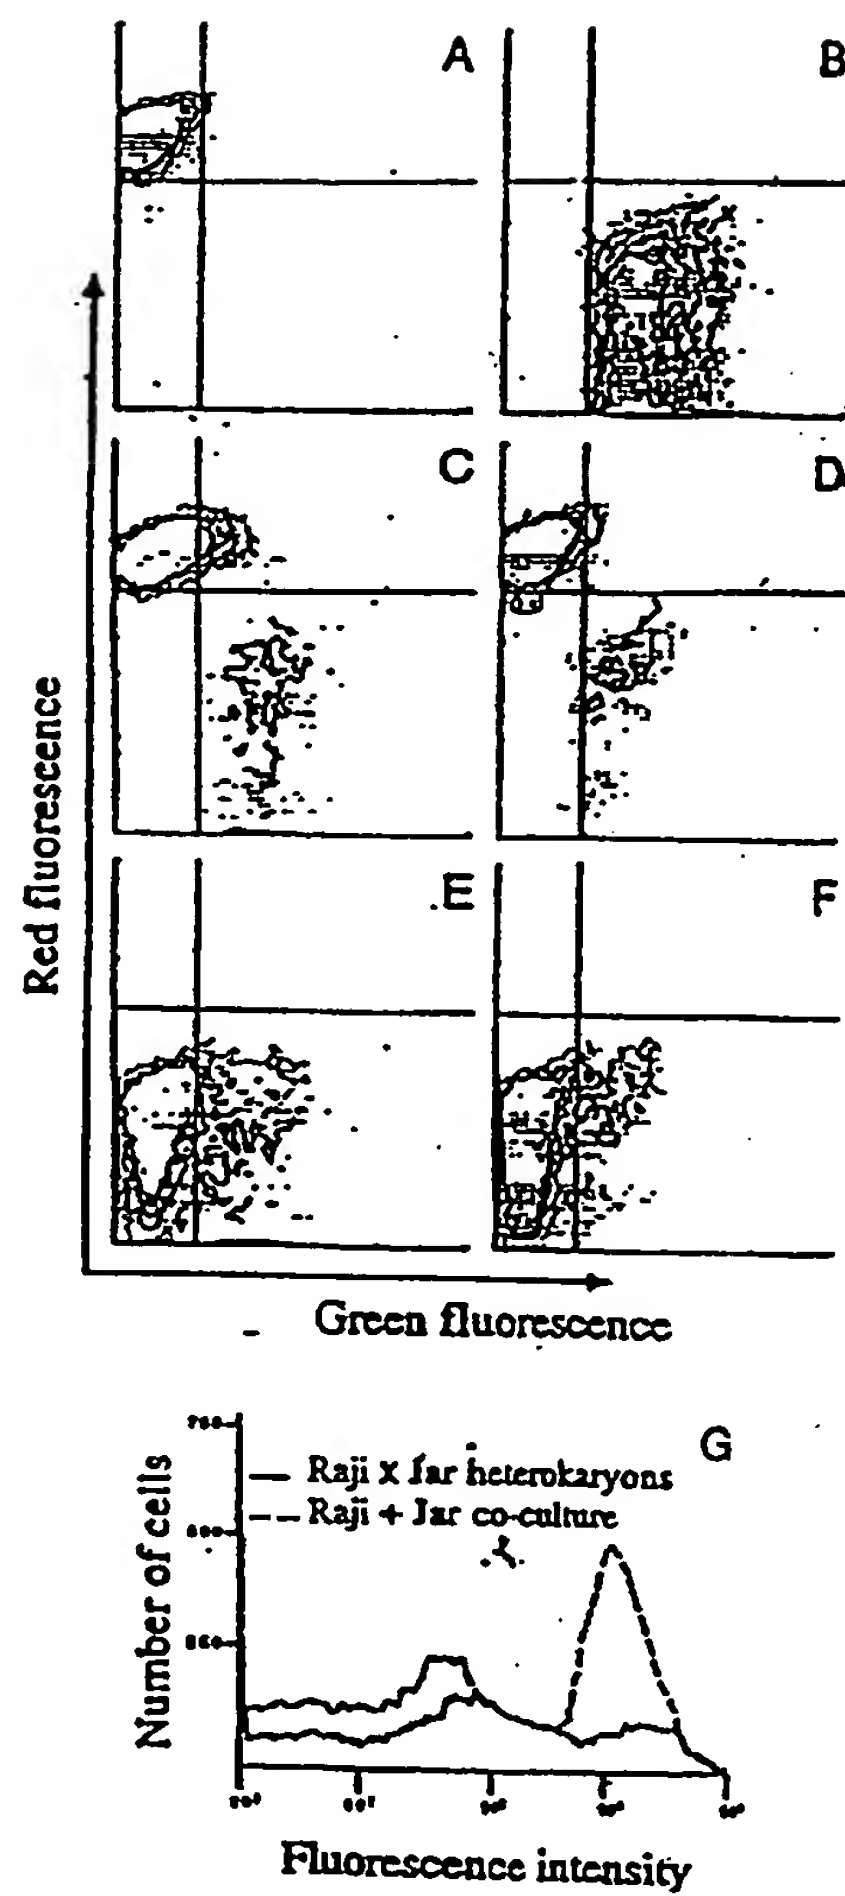 A
B
C
D
E
F
Red fluorescence
Green fluorescence
G
Raji x Jar heterokaryons
Raji + Jar co-culture
Number of cells
Fluorescence intensity